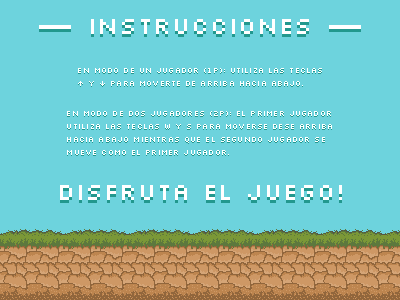 INSTRUCCIONES
EN MODO DE UN JUGADOR (1P): UTILIZA LAS TECLAS
↑ Y ↓ PARA MOVERTE DE ARRIBA HACIA ABAJO.
EN MODO DE DOS JUGADORES (2P): EL PRIMER JUGADOR
UTILIZA LAS TECLAS W Y S PARA MOVERSE DESE ARRIBA
HACIA ABAJO MIENTRAS QUE EL SEGUNDO JUGADOR SE
MUEVE COMO EL PRIMER JUGADOR.
DISFRUTA EL JUEGO!